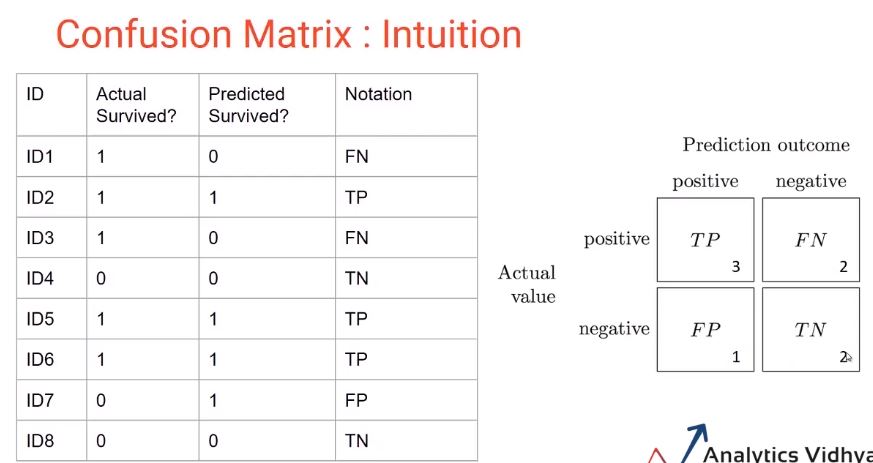 Confusion Matrix : Intuition
ID Actual Survived? Predicted Survived? Notation
ID1 1 0 FN
ID2 1 1 TP
ID3 1 0 FN
ID4 0 0 TN
ID5 1 1 TP
ID6 1 1 TP
ID7 0 1 FP
ID8 0 0 TN
Prediction outcome
positive negative
Actual value
positive TP 3 FN 2
negative FP 1 TN 2
Analytics Vidhya